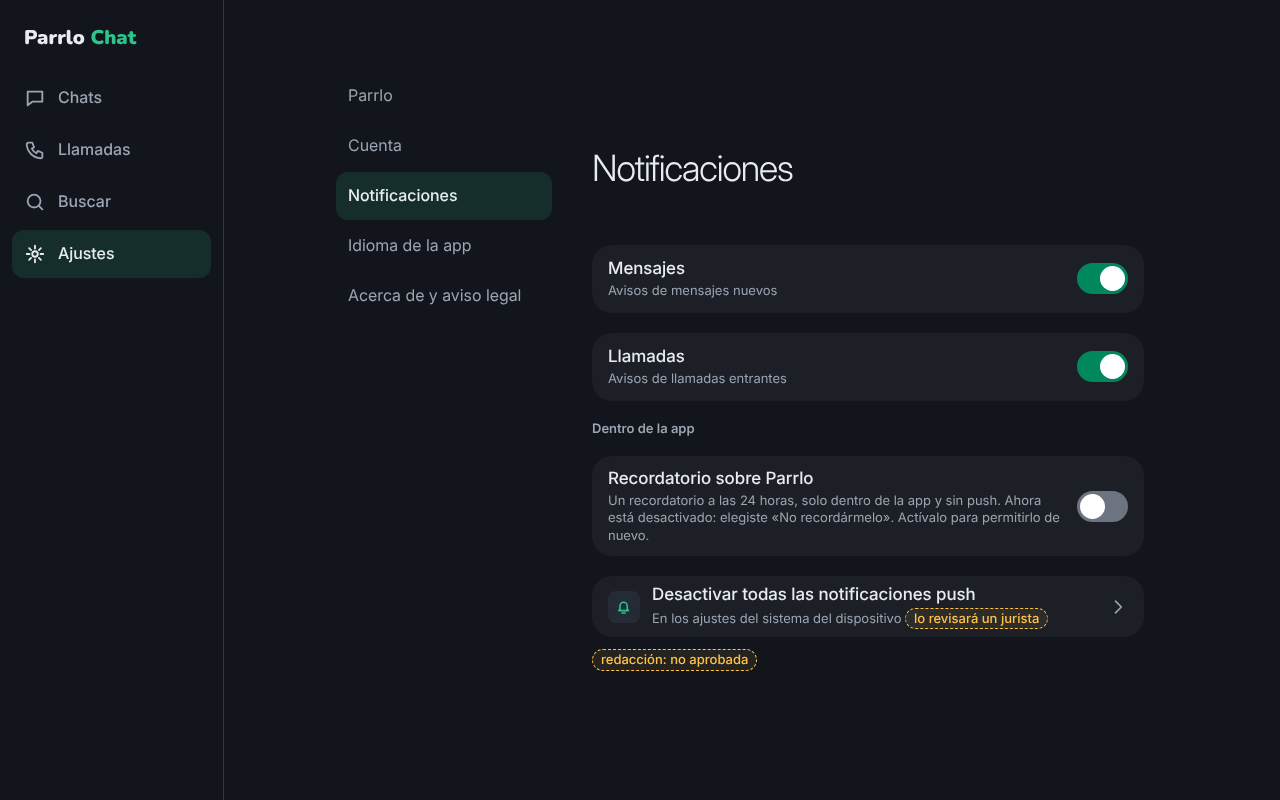 Parrlo Chat
Chats
Llamadas
Buscar
Ajustes
Parrlo
Cuenta
Notificaciones
Idioma de la app
Acerca de y aviso legal
Notificaciones
Mensajes
Avisos de mensajes nuevos
Llamadas
Avisos de llamadas entrantes
Dentro de la app
Recordatorio sobre Parrlo
Un recordatorio a las 24 horas, solo dentro de la app y sin push. Ahora
está desactivado: elegiste «No recordármelo». Actívalo para permitirlo de
nuevo.
Desactivar todas las notificaciones push
En los ajustes del sistema del dispositivo lo revisará un jurista
redacción: no aprobada